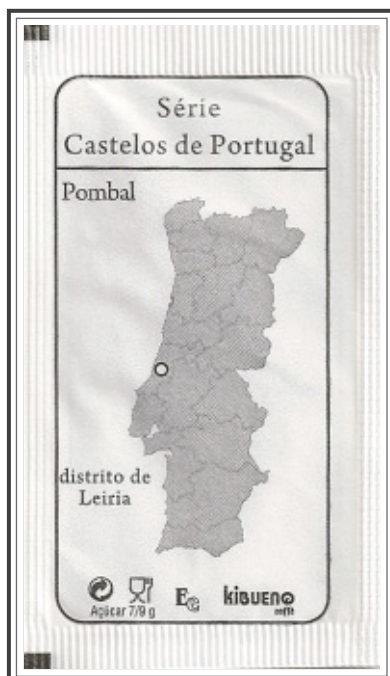 Série
Castelos de Portugal
Pombal
distrito de
Leiria
Açúcar 7/9 g
kiBUENO